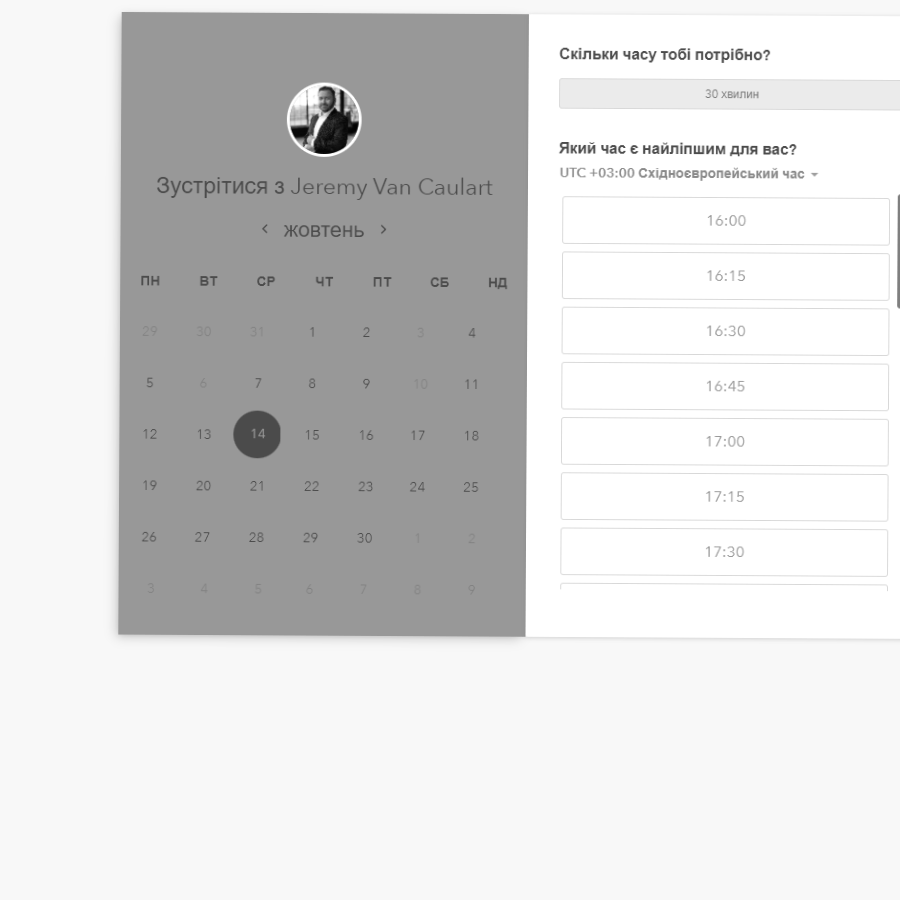 Зустрітися з Jeremy Van Caulart
жовтень
ПН ВТ СР ЧТ ПТ СБ НД
29 30 31 1 2 3 4
5 6 7 8 9 10 11
12 13 14 15 16 17 18
19 20 21 22 23 24 25
26 27 28 29 30 1 2
3 4 5 6 7 8 9
Скільки часу тобі потрібно?
30 хвилин
Який час є найліпшим для вас?
UTC +03:00 Східноєвропейський час
16:00
16:15
16:30
16:45
17:00
17:15
17:30